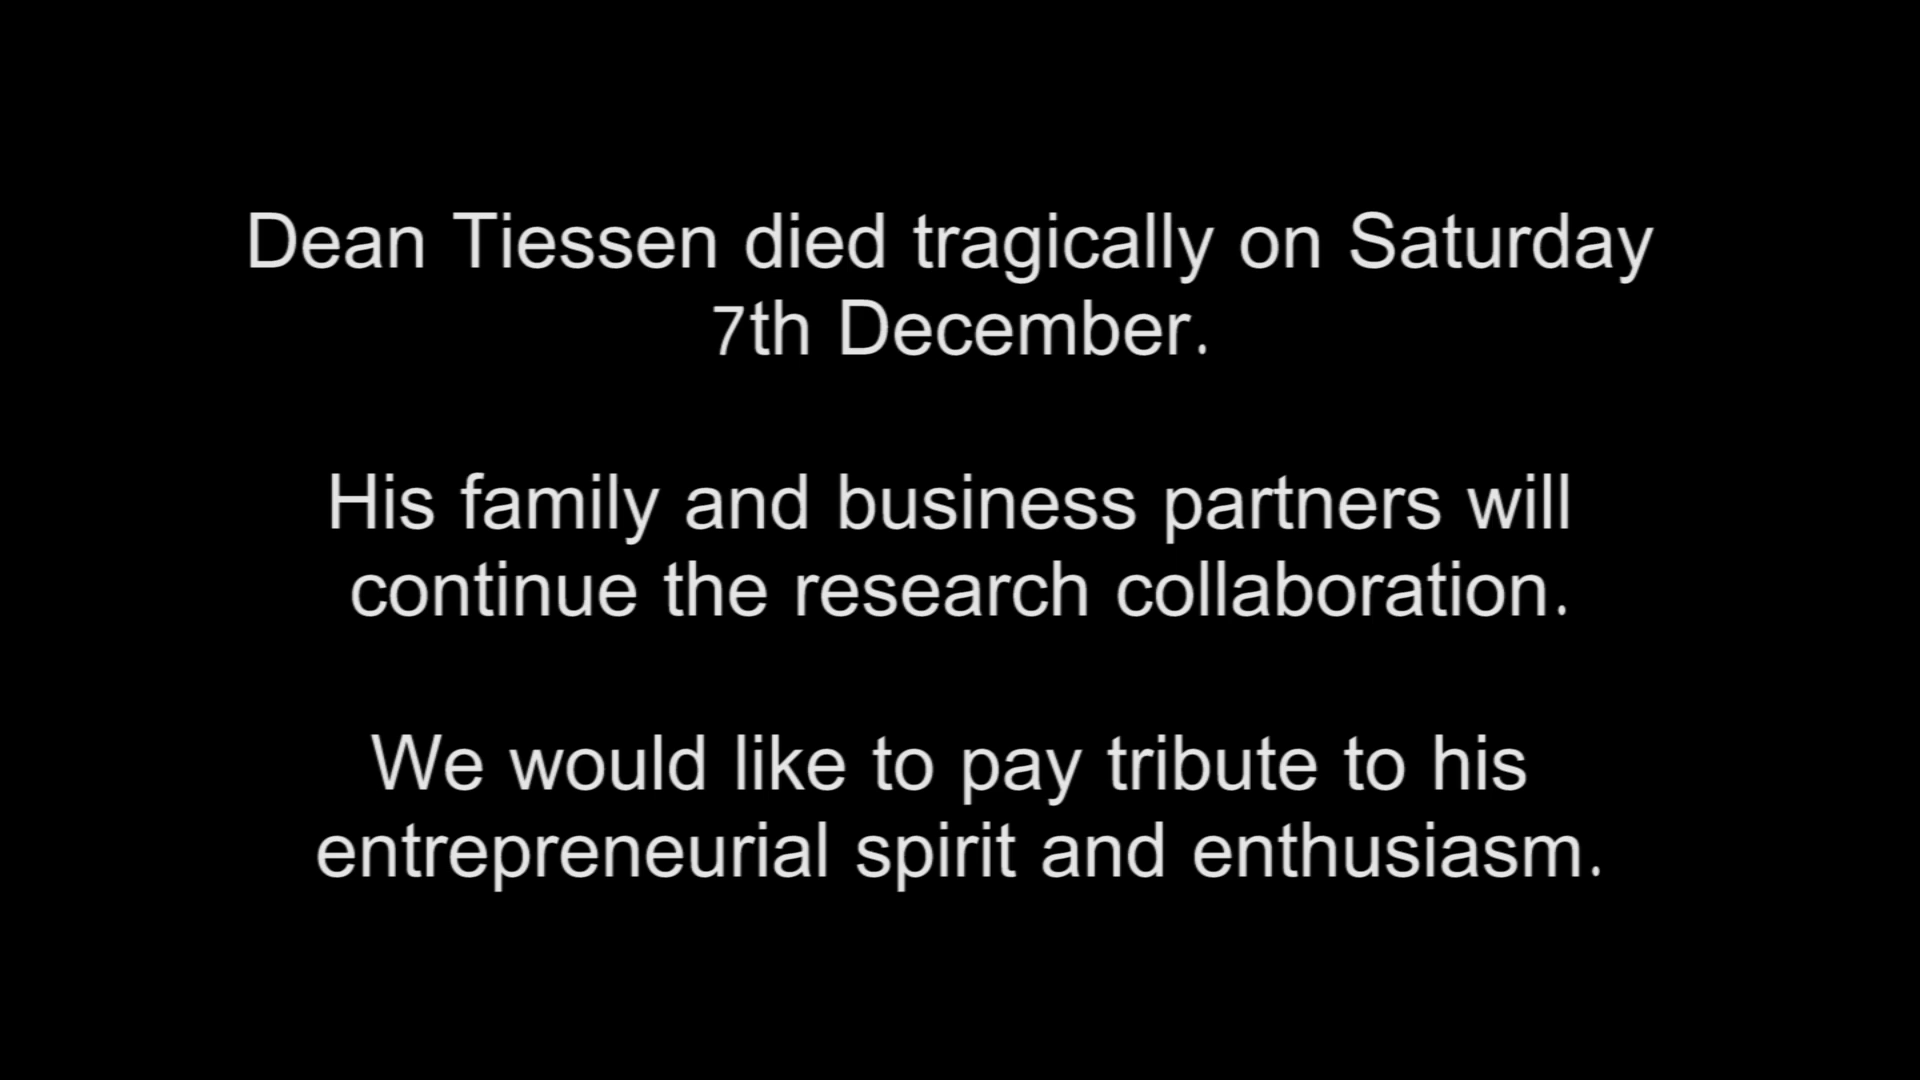 Dean Tiessen died tragically on Saturday
7th December.
His family and business partners will
continue the research collaboration.
We would like to pay tribute to his
entrepreneurial spirit and enthusiasm.